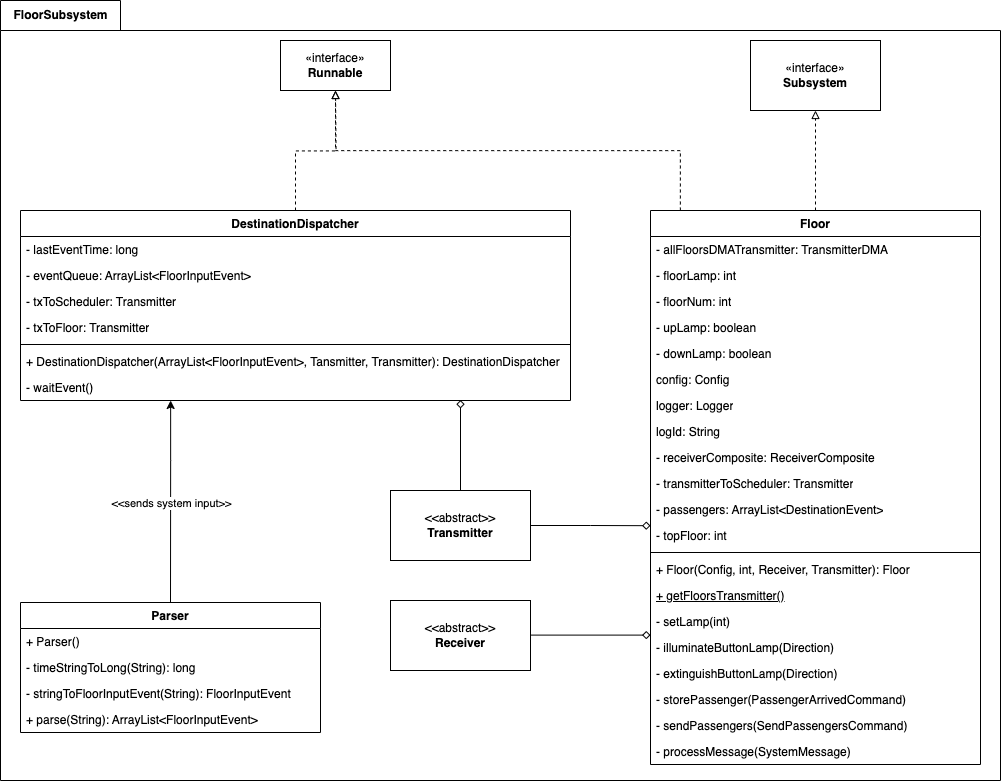 FloorSubsystem
«interface»
Runnable
«interface»
Subsystem
DestinationDispatcher
- lastEventTime: long
- eventQueue: ArrayList<FloorInputEvent>
- txToScheduler: Transmitter
- txToFloor: Transmitter
+ DestinationDispatcher(ArrayList<FloorInputEvent>, Tansmitter, Transmitter): DestinationDispatcher
- waitEvent()
Floor
- allFloorsDMATransmitter: TransmitterDMA
- floorLamp: int
- floorNum: int
- upLamp: boolean
- downLamp: boolean
config: Config
logger: Logger
logId: String
- receiverComposite: ReceiverComposite
- transmitterToScheduler: Transmitter
- passengers: ArrayList<DestinationEvent>
- topFloor: int
+ Floor(Config, int, Receiver, Transmitter): Floor
+ getFloorsTransmitter()
- setLamp(int)
- illuminateButtonLamp(Direction)
- extinguishButtonLamp(Direction)
- storePassenger(PassengerArrivedCommand)
- sendPassengers(SendPassengersCommand)
- processMessage(SystemMessage)
<<sends system input>>
<<abstract>>
Transmitter
<<abstract>>
Receiver
Parser
+ Parser()
- timeStringToLong(String): long
- stringToFloorInputEvent(String): FloorInputEvent
+ parse(String): ArrayList<FloorInputEvent>